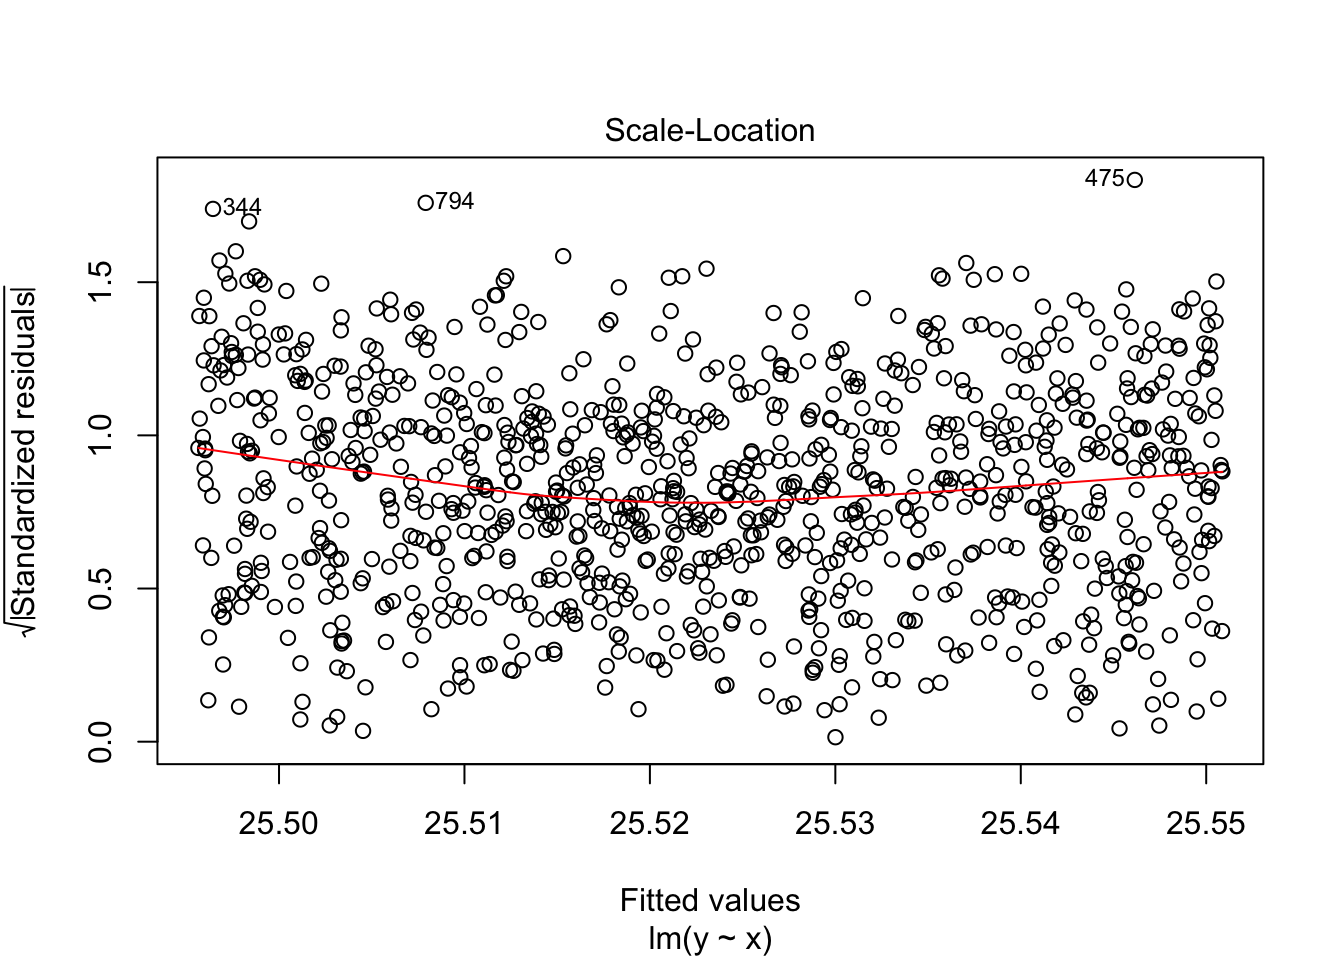 Scale-Location
√|Standardized residuals|
1.5
1.0
0.5
0.0
344
794
475
25.50 25.51 25.52 25.53 25.54 25.55
Fitted values
lm(y ~ x)